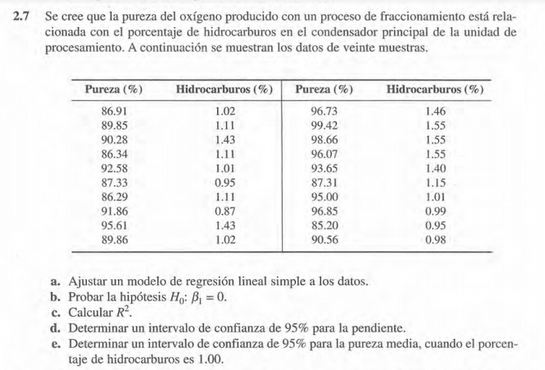 2.7 Se cree que la pureza del oxígeno producido con un proceso de fraccionamiento está rela-
cionada con el porcentaje de hidrocarburos en el condensador principal de la unidad de
procesamiento. A continuación se muestran los datos de veinte muestras.
Pureza (%) Hidrocarburos (%) Pureza (%) Hidrocarburos (%)
86.91 1.02 96.73 1.46
89.85 1.11 99.42 1.55
90.28 1.43 98.66 1.55
86.34 1.11 96.07 1.55
92.58 1.01 93.65 1.40
87.33 0.95 87.31 1.15
86.29 1.11 95.00 1.01
91.86 0.87 96.85 0.99
95.61 1.43 85.20 0.95
89.86 1.02 90.56 0.98
a. Ajustar un modelo de regresión lineal simple a los datos.
b. Probar la hipótesis H₀: β₁ = 0.
c. Calcular R².
d. Determinar un intervalo de confianza de 95% para la pendiente.
e. Determinar un intervalo de confianza de 95% para la pureza media, cuando el porcen-
taje de hidrocarburos es 1.00.